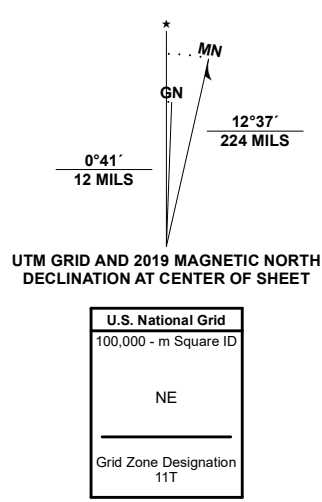 ★
MN
GN
12°37´
224 MILS
0°41´
12 MILS
UTM GRID AND 2019 MAGNETIC NORTH
DECLINATION AT CENTER OF SHEET
U.S. National Grid
100,000 - m Square ID
NE
Grid Zone Designation
11T